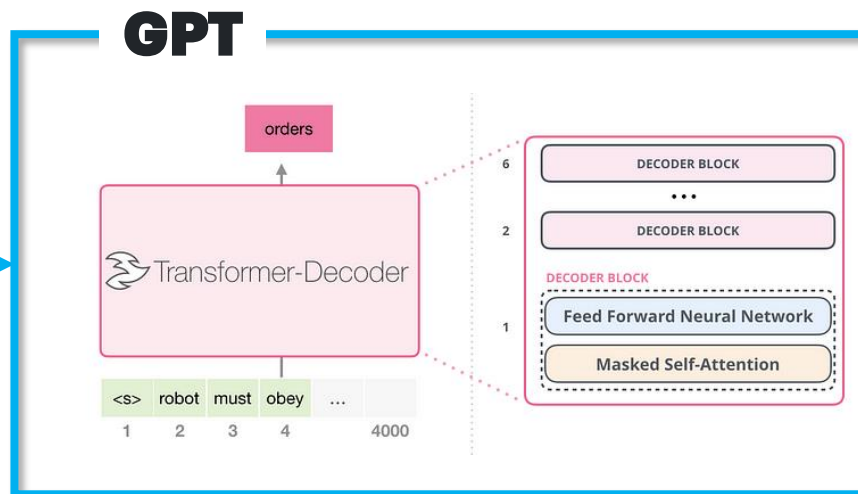 GPT
orders
Transformer-Decoder
<s> robot must obey ...
1 2 3 4 4000
6 DECODER BLOCK
...
2 DECODER BLOCK
DECODER BLOCK
1
Feed Forward Neural Network
Masked Self-Attention